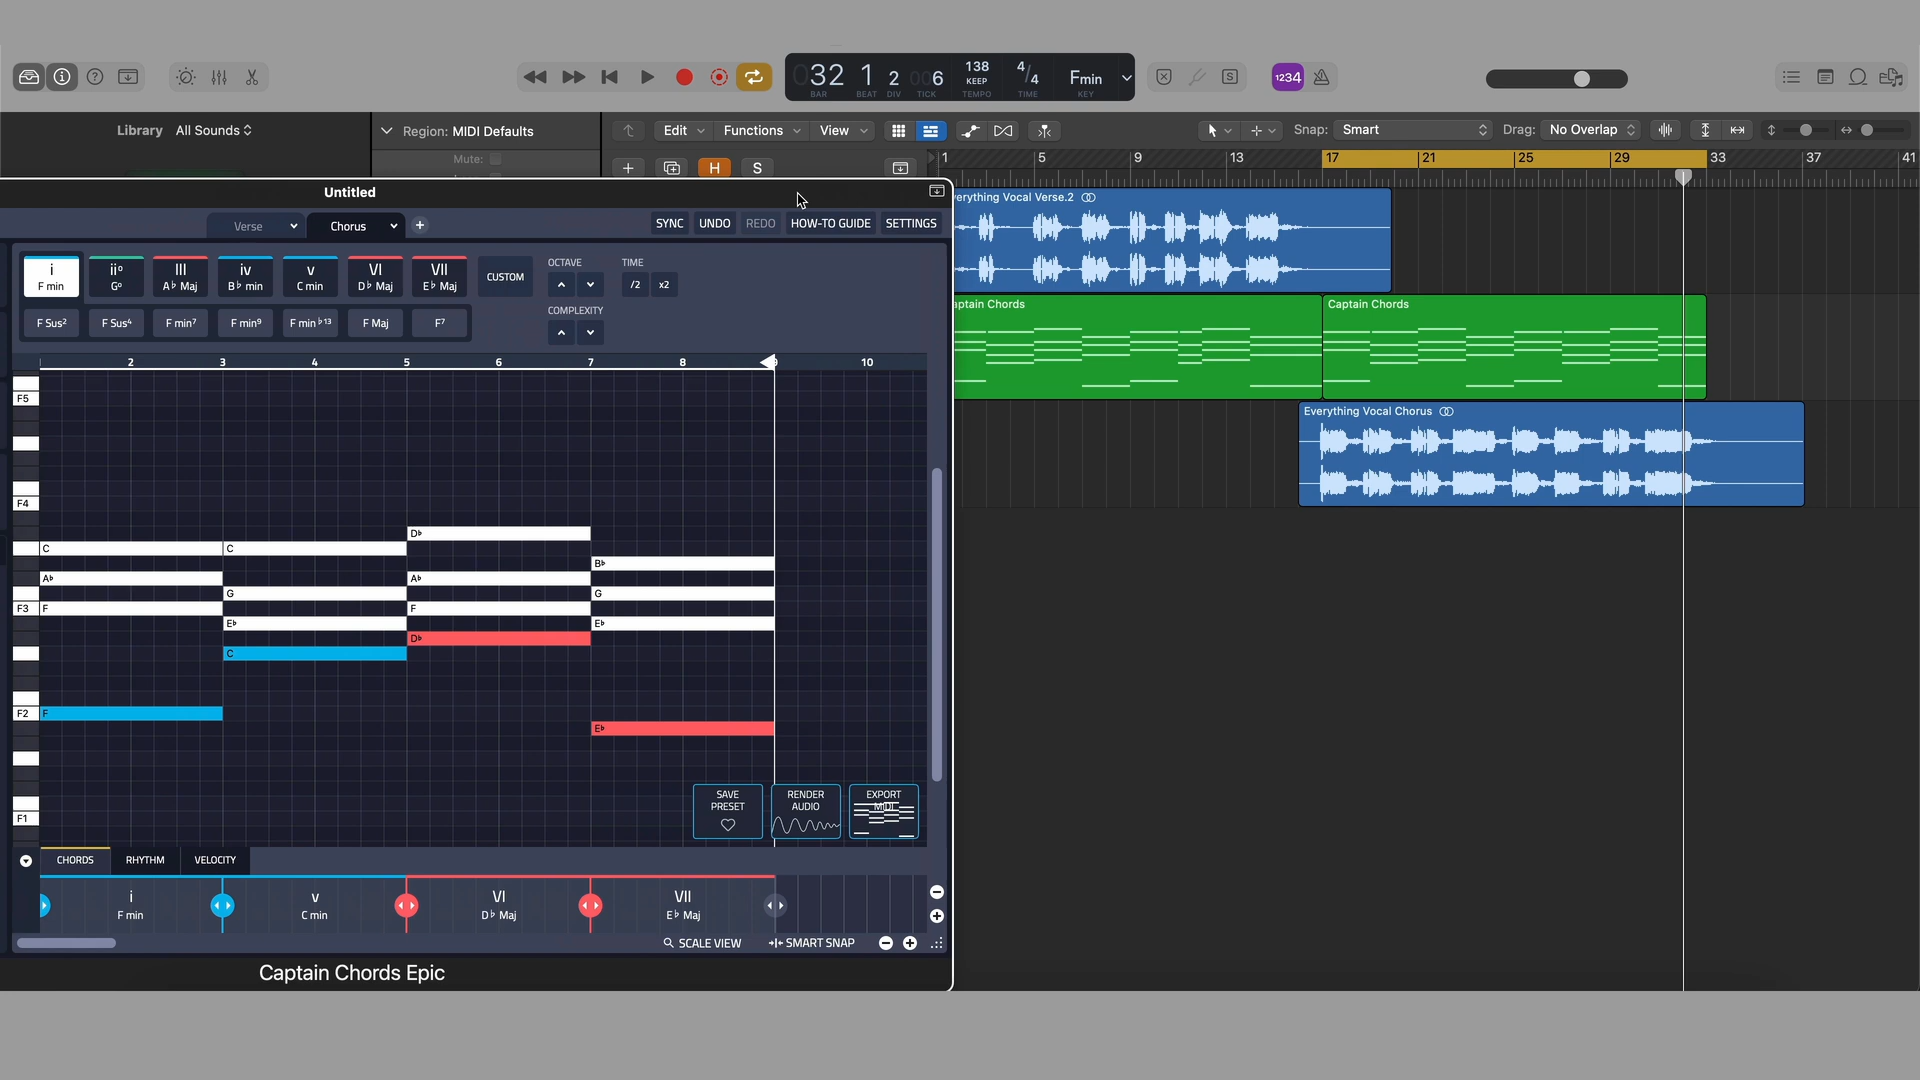 32 1 2 006 138 4/4 Fmin
KEEP
BAR BEAT DIV TICK TEMPO TIME KEY
1234
S
Library All Sounds
Region: MIDI Defaults
Mute:
Edit Functions View
Snap: Smart
Drag: No Overlap
H S
1 5 9 13 17 21 25 29 33 37 41
Untitled
Verse Chorus
SYNC UNDO REDO HOW-TO GUIDE SETTINGS
i
F min
iiº
Gº
III
A♭ Maj
iv
B♭ min
v
C min
VI
D♭ Maj
VII
E♭ Maj
CUSTOM
OCTAVE
TIME
/2 x2
COMPLEXITY
F Sus² F Sus⁴ F min⁷ F min⁹ F min ♭¹³ F Maj F⁷
2 3 4 5 6 7 8 9 10
F5
F4
D♭
C C
B♭
A♭ A♭
G G
F3 F F
E♭ E♭
D♭
C
F2 F
E♭
F1
SAVE
PRESET
RENDER
AUDIO
EXPORT
MIDI
CHORDS RHYTHM VELOCITY
i
F min
v
C min
VI
D♭ Maj
VII
E♭ Maj
SCALE VIEW SMART SNAP
Captain Chords Epic
erything Vocal Verse.2
aptain Chords
Captain Chords
Everything Vocal Chorus